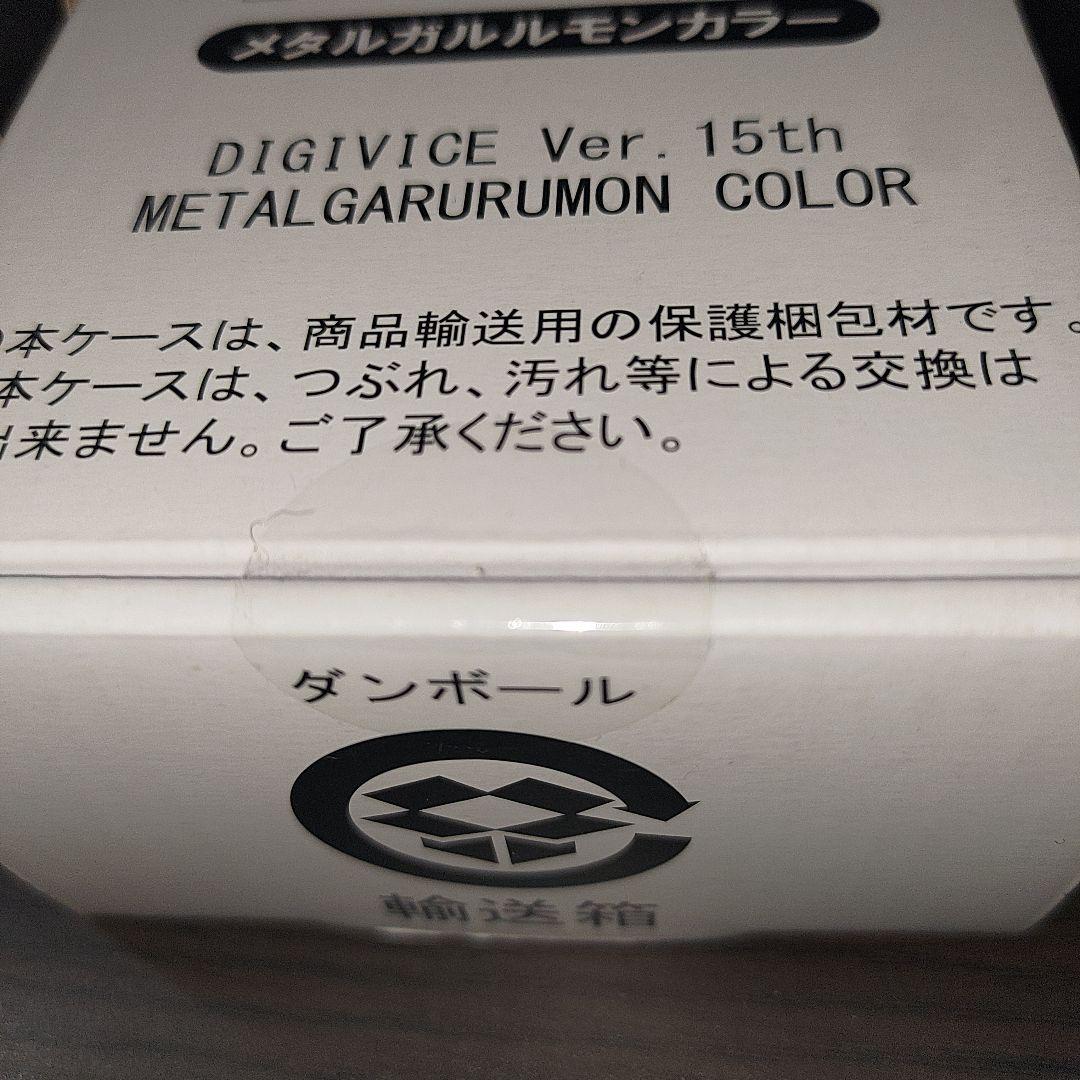 メタルガルルモンカラー
DIGIVICE Ver.15th
METALGARURUMON COLOR
本ケースは、商品輸送用の保護梱包材です。
本ケースは、つぶれ、汚れ等による交換は
出来ません。ご了承ください。
ダンボール
輸送箱